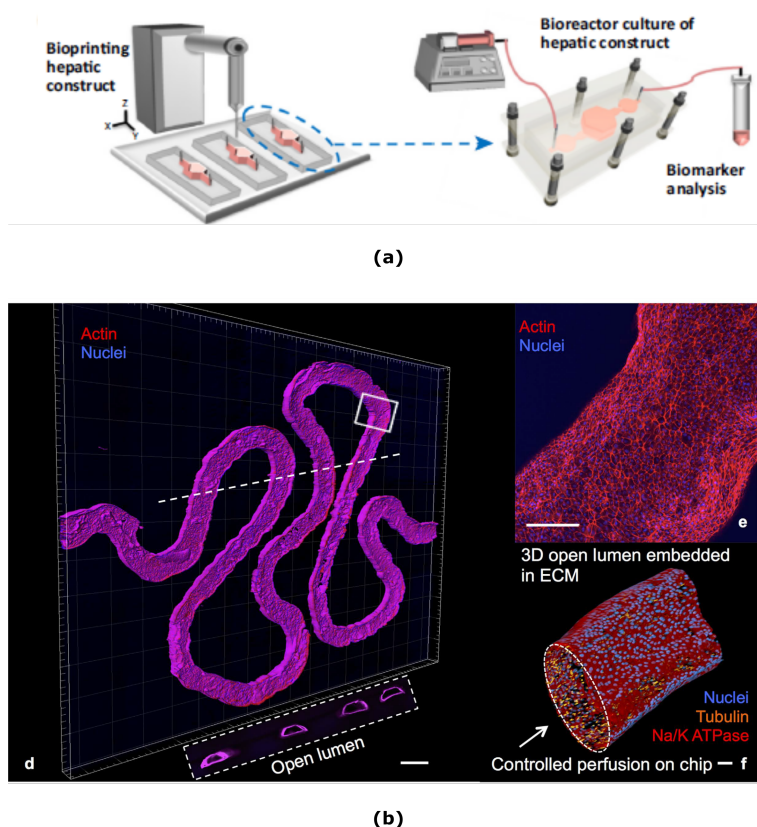 Bioprinting
hepatic
construct
Z
X
Y
Bioreactor culture of
hepatic construct
Biomarker
analysis
(a)
Actin
Nuclei
d
Open lumen
Actin
Nuclei
e
3D open lumen embedded
in ECM
Nuclei
Tubulin
Na/K ATPase
Controlled perfusion on chip
f
(b)